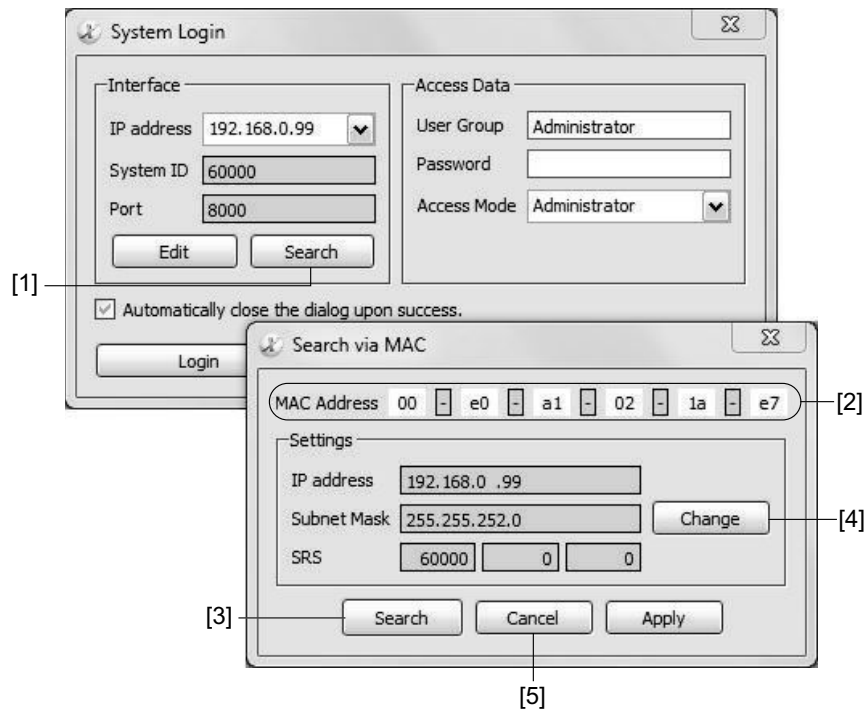 System Login
Interface
IP address 192.168.0.99
System ID 60000
Port 8000
Edit Search
Access Data
User Group Administrator
Password
Access Mode Administrator
[1]
Automatically close the dialog upon success.
Login
Search via MAC
MAC Address 00 - e0 - a1 - 02 - 1a - e7
[2]
Settings
IP address 192.168.0 .99
Subnet Mask 255.255.252.0
Change
[4]
SRS 60000 0 0
[3]
Search Cancel Apply
[5]